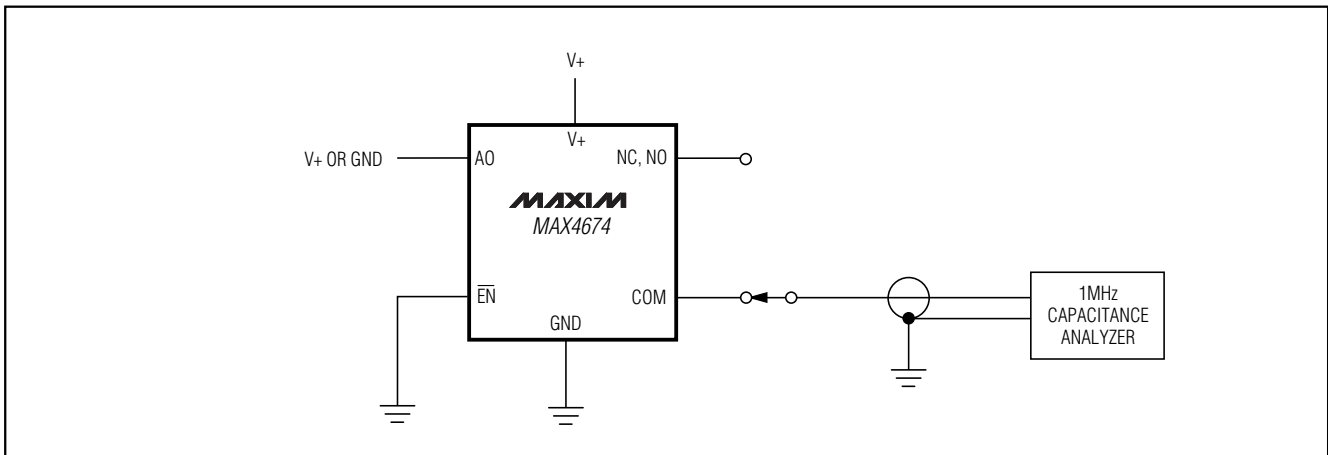 V+
V+
V+ OR GND
AO
NC, NO
MAXIM
MAX4674
EN
COM
GND
1MHz
CAPACITANCE
ANALYZER